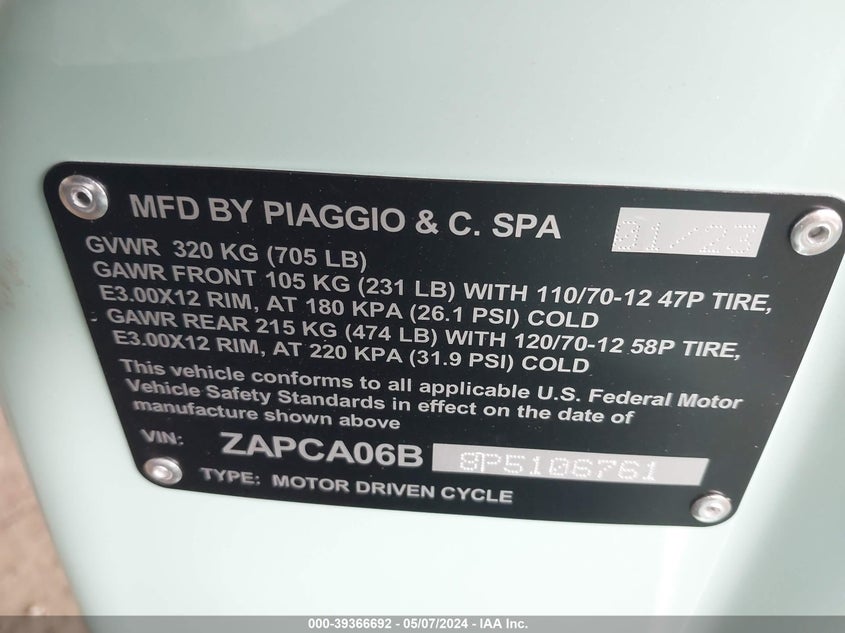 MFD BY PIAGGIO & C. SPA 01/23
GVWR 320 KG (705 LB)
GAWR FRONT 105 KG (231 LB) WITH 110/70-12 47P TIRE,
E3.00X12 RIM, AT 180 KPA (26.1 PSI) COLD
GAWR REAR 215 KG (474 LB) WITH 120/70-12 58P TIRE,
E3.00X12 RIM, AT 220 KPA (31.9 PSI) COLD
This vehicle conforms to all applicable U.S. Federal Motor
Vehicle Safety Standards in effect on the date of
manufacture shown above
VIN: ZAPCA06B 8P5106761
TYPE: MOTOR DRIVEN CYCLE
000-39366692 - 05/07/2024 - IAA Inc.